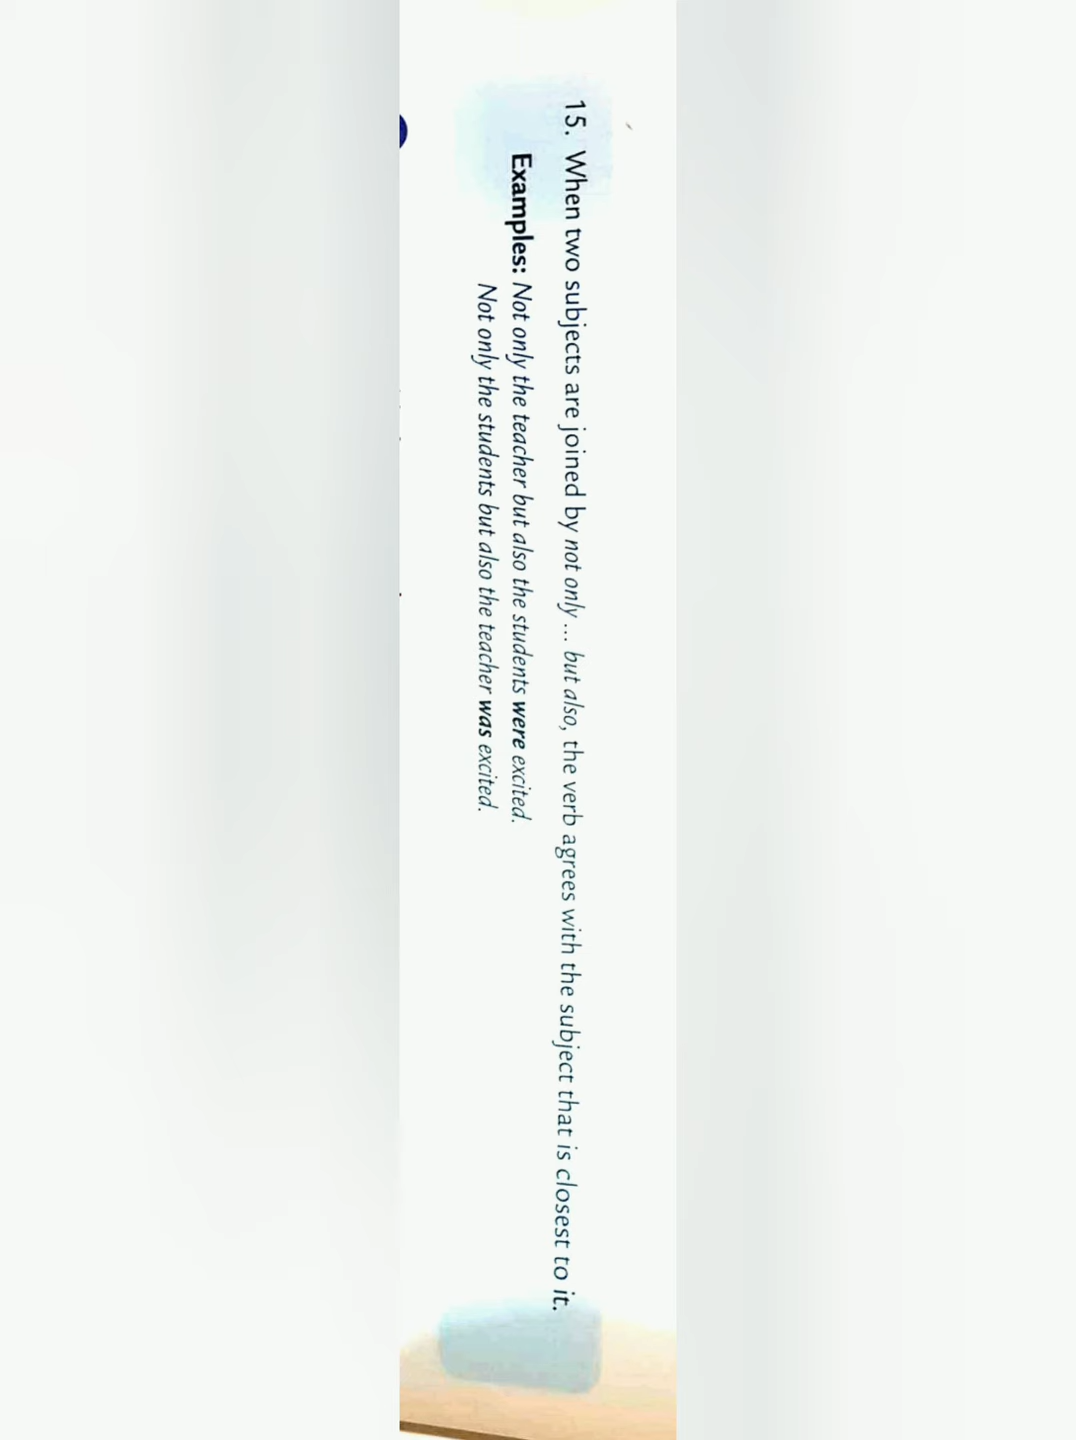 15. When two subjects are joined by not only ... but also, the verb agrees with the subject that is closest to it.
Examples: Not only the teacher but also the students were excited.
Not only the students but also the teacher was excited.